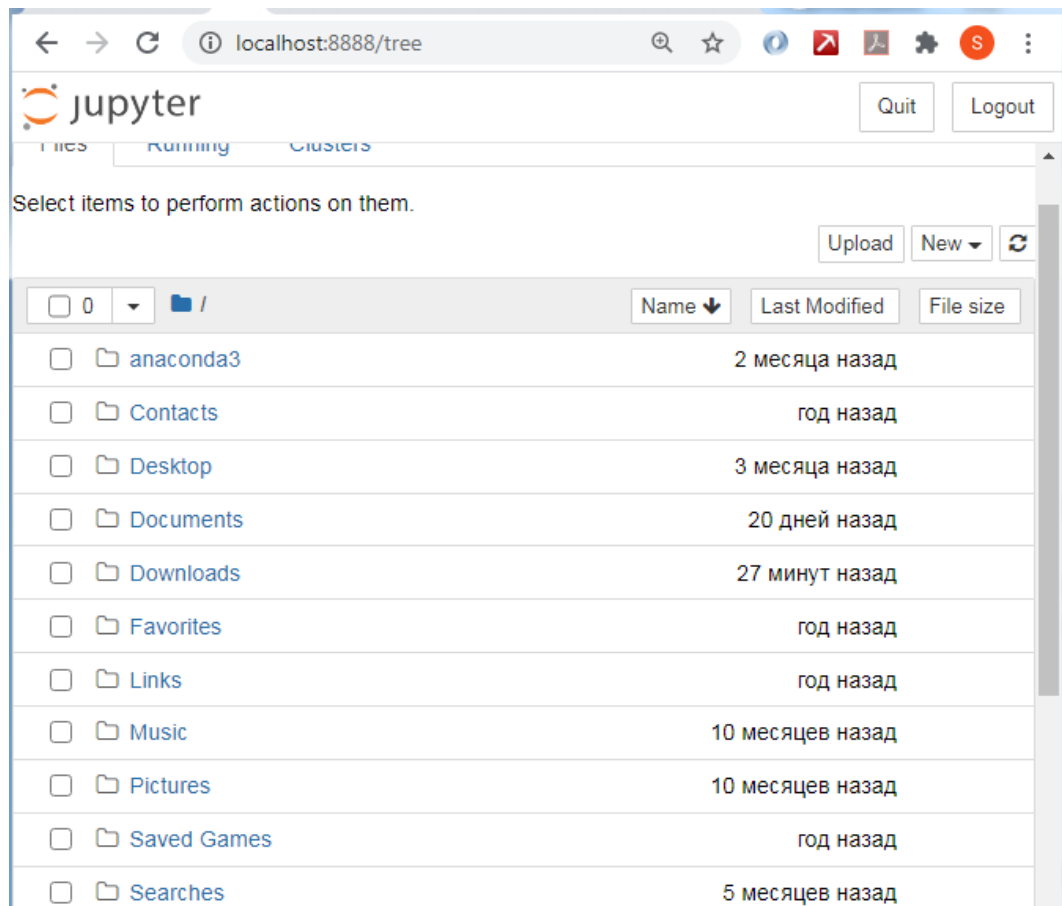 localhost:8888/tree
S
jupyter
Quit
Logout
Files Running Clusters
Select items to perform actions on them.
Upload New
0 / Name Last Modified File size
anaconda3 2 месяца назад
Contacts год назад
Desktop 3 месяца назад
Documents 20 дней назад
Downloads 27 минут назад
Favorites год назад
Links год назад
Music 10 месяцев назад
Pictures 10 месяцев назад
Saved Games год назад
Searches 5 месяцев назад